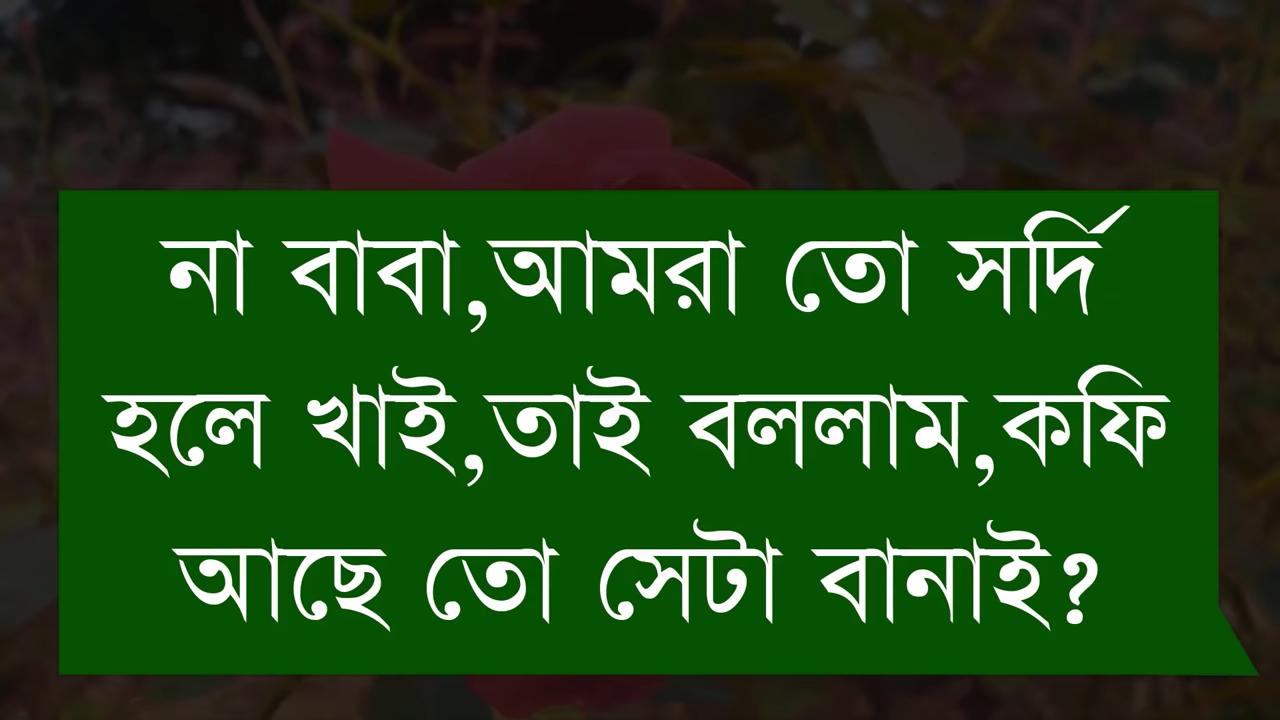 না বাবা,আমরা তো সর্দি
হলে খাই,তাই বললাম,কফি
আছে তো সেটা বানাই?